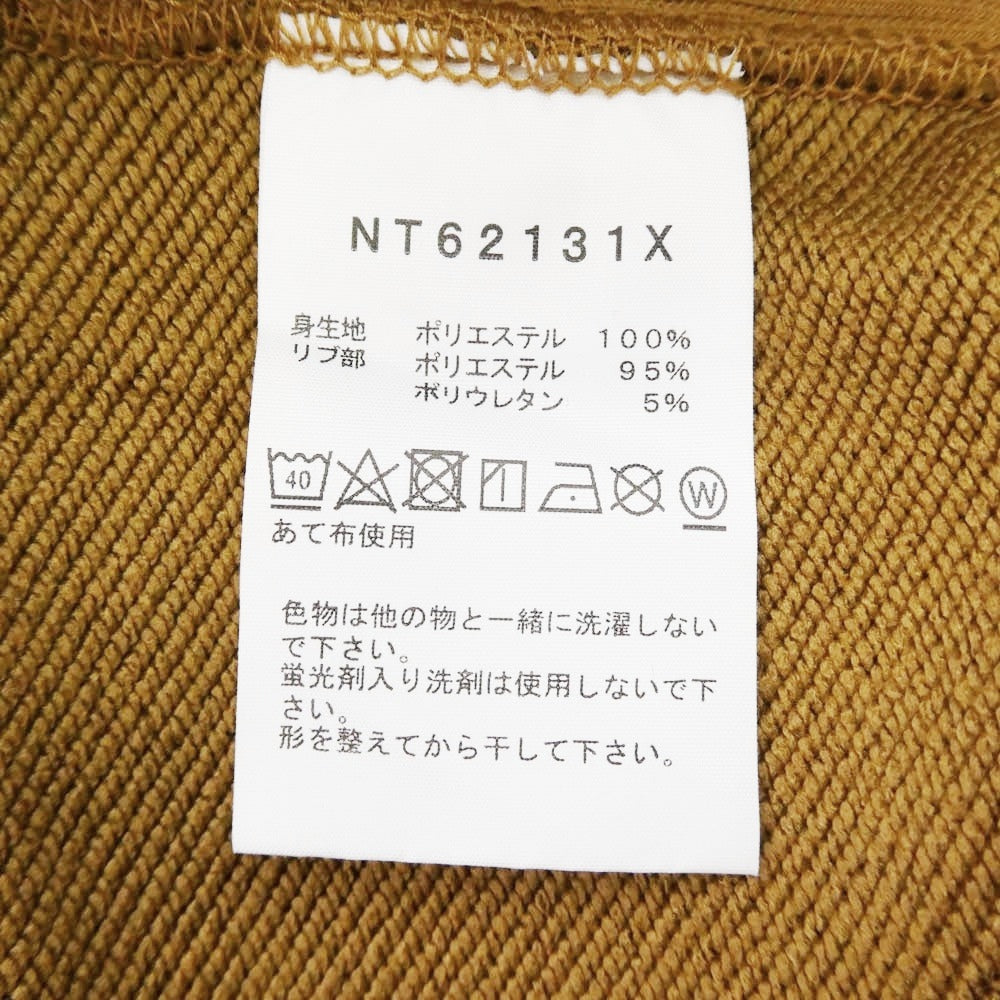 NT62131X
身生地 ポリエステル 100%
リブ部 ポリエステル 95%
ポリウレタン 5%
40 W
あて布使用
色物は他の物と一緒に洗濯しない
で下さい。
蛍光剤入り洗剤は使用しないで下
さい。
形を整えてから干して下さい。